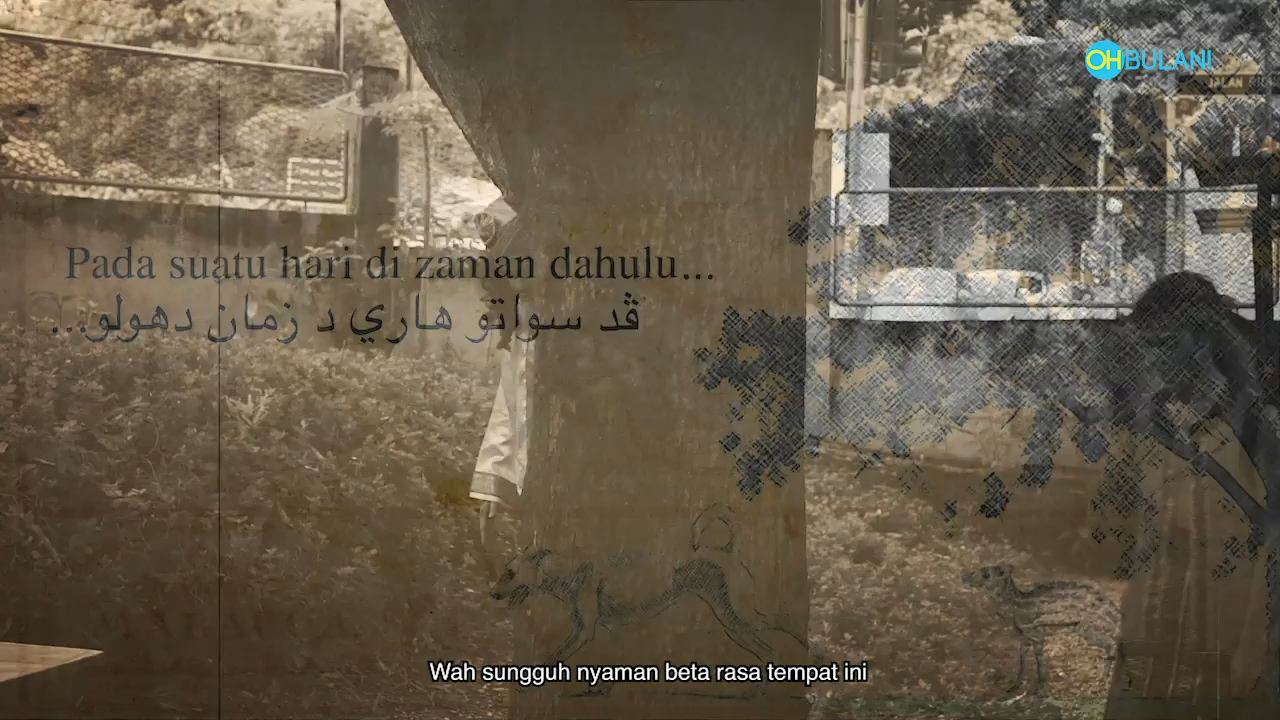 OHBULAN!
Pada suatu hari di zaman dahulu...
ڤد سواتو هاري د زمان دهولو...
Wah sungguh nyaman beta rasa tempat ini